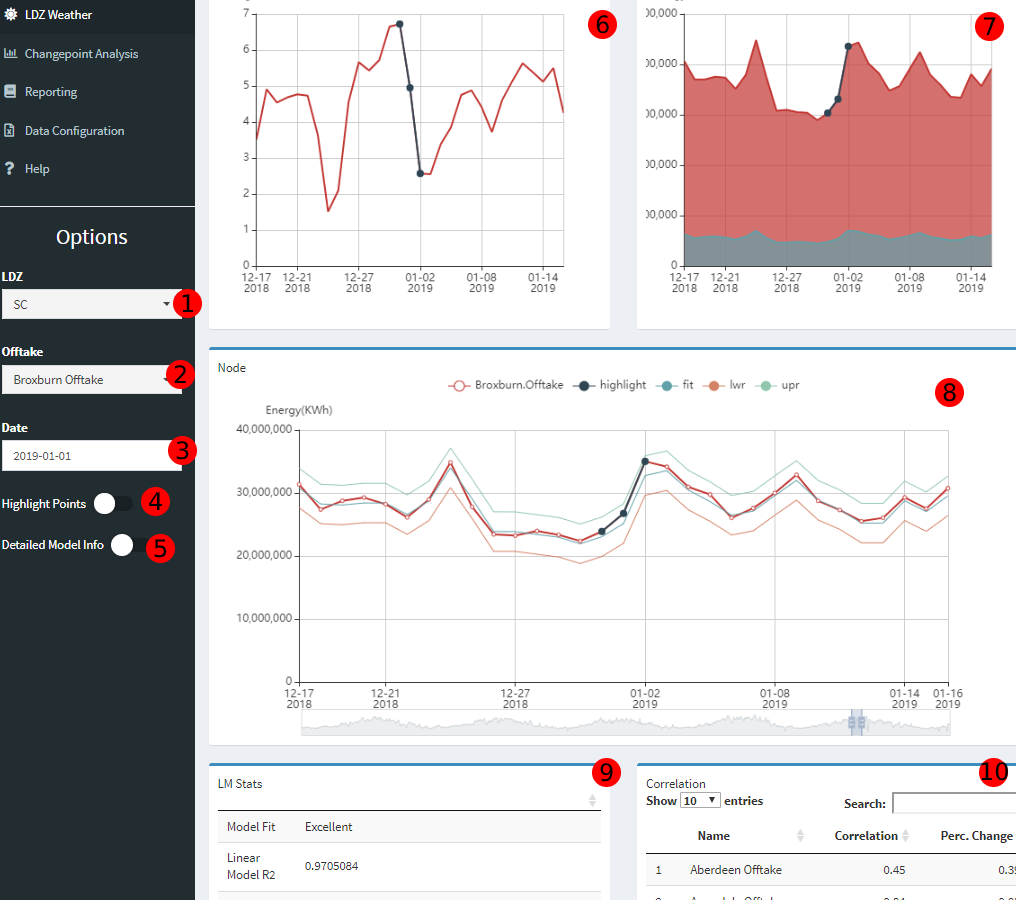 LDZ Weather
Changepoint Analysis
Reporting
Data Configuration
Help
Options
LDZ
SC
1
Offtake
Broxburn Offtake
2
Date
2019-01-01
3
Highlight Points
4
Detailed Model Info
5
7
6
5
4
3
2
1
0
12-17 12-21 12-27 01-02 01-08 01-14
2018 2018 2018 2019 2019 2019
6
00,000
00,000
00,000
00,000
00,000
0
12-17 12-21 12-27 01-02 01-08 01-14
2018 2018 2018 2019 2019 2019
7
Node
Broxburn.Offtake highlight fit lwr upr
8
Energy(KWh)
40,000,000
30,000,000
20,000,000
10,000,000
0
12-17 12-21 12-27 01-02 01-08 01-14 01-16
2018 2018 2018 2019 2019 2019 2019
LM Stats
9
Model Fit Excellent
Linear
Model R2
0.9705084
Correlation
10
Show 10 entries
Search:
Name Correlation Perc. Change
1 Aberdeen Offtake 0.45 0.39